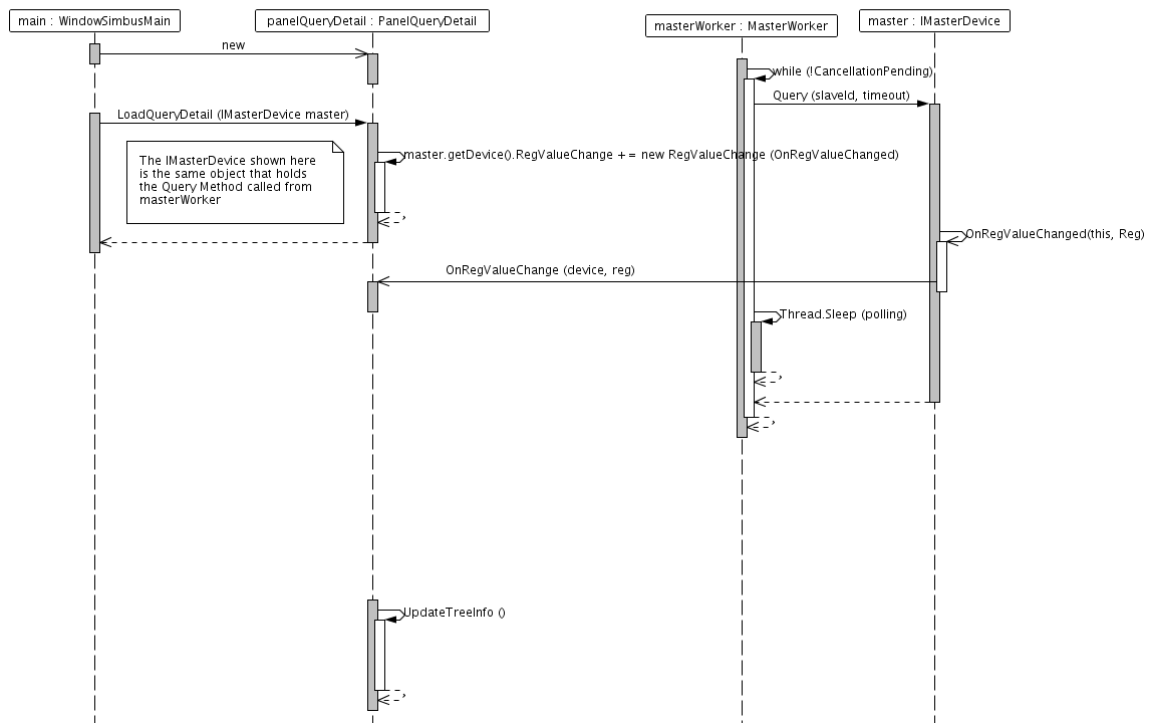 main : WindowSimbusMain
panelQueryDetail : PanelQueryDetail
masterWorker : MasterWorker
master : IMasterDevice
new
while (!CancellationPending)
Query (slaveId, timeout)
LoadQueryDetail (IMasterDevice master)
master.getDevice().RegValueChange += new RegValueChange (OnRegValueChanged)
The IMasterDevice shown here
is the same object that holds
the Query Method called from
masterWorker
OnRegValueChanged(this, Reg)
OnRegValueChange (device, reg)
Thread.Sleep (polling)
UpdateTreeInfo ()